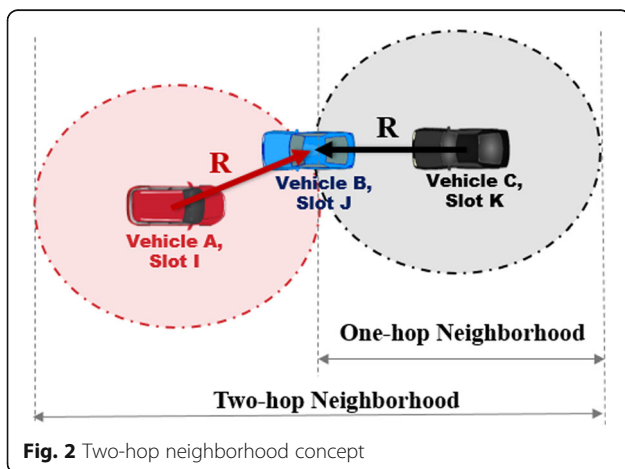 R
R
Vehicle B,
Slot J
Vehicle C,
Slot K
Vehicle A,
Slot I
One-hop Neighborhood
Two-hop Neighborhood
Fig. 2 Two-hop neighborhood concept